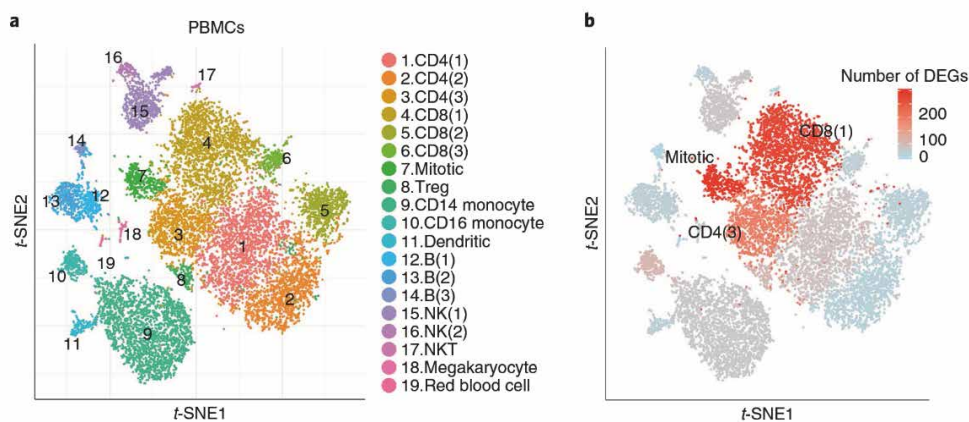 a
PBMCs
t-SNE2
t-SNE1
16
17
15
14
4
6
7
13
12
5
3
18
1
19
10
8
2
9
11
1.CD4(1)
2.CD4(2)
3.CD4(3)
4.CD8(1)
5.CD8(2)
6.CD8(3)
7.Mitotic
8.Treg
9.CD14 monocyte
10.CD16 monocyte
11.Dendritic
12.B(1)
13.B(2)
14.B(3)
15.NK(1)
16.NK(2)
17.NKT
18.Megakaryocyte
19.Red blood cell
b
Number of DEGs
200
100
0
CD8(1)
Mitotic
CD4(3)
t-SNE2
t-SNE1